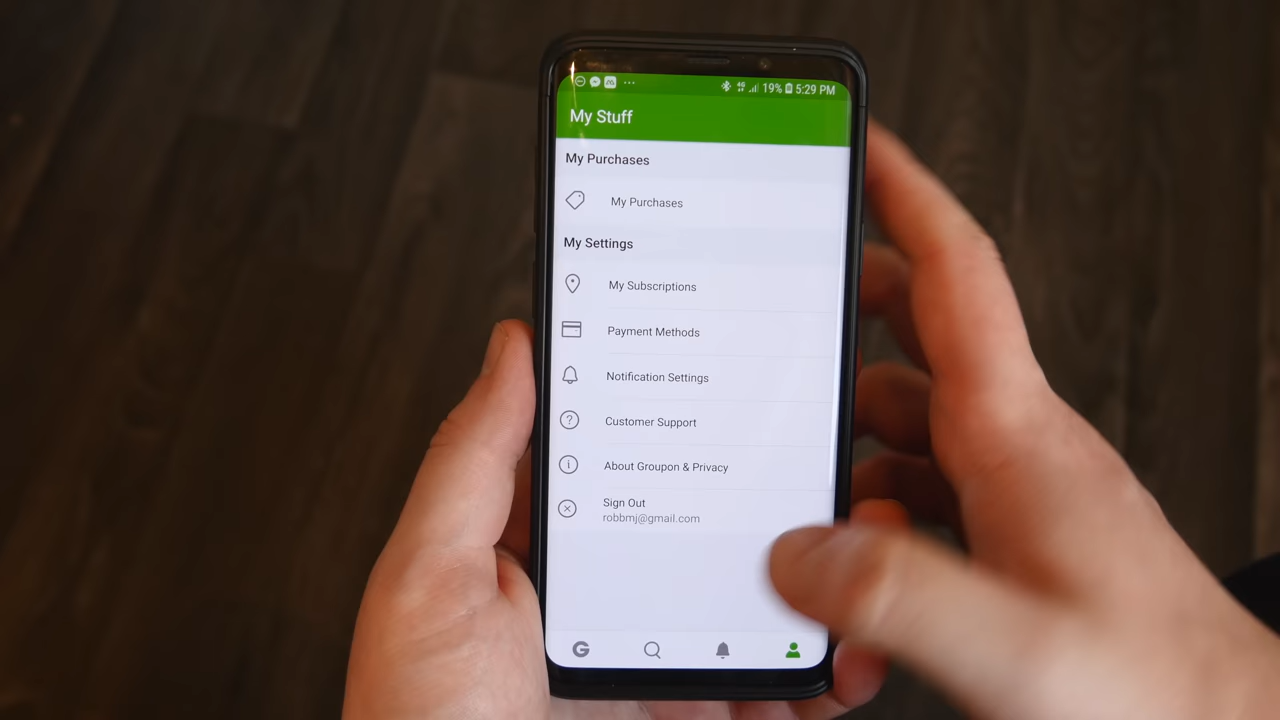 4G 19% 5:29 PM
My Stuff
My Purchases
My Purchases
My Settings
My Subscriptions
Payment Methods
Notification Settings
Customer Support
About Groupon & Privacy
Sign Out
robbmj@gmail.com
G